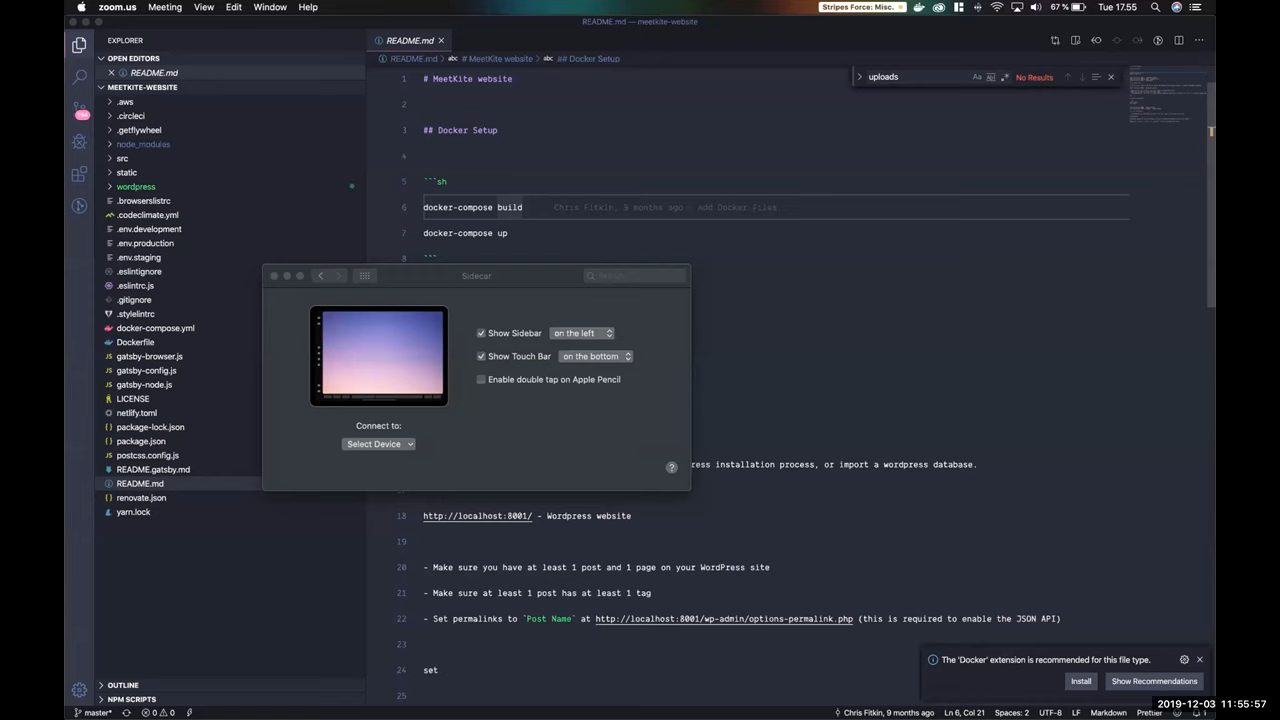 zoom.us Meeting View Edit Window Help
Stripes Force: Misc.
67 % Tue 17.55
README.md — meetkite-website
EXPLORER
OPEN EDITORS
README.md
MEETKITE-WEBSITE
.aws
.circleci
.getflywheel
node_modulas
src
static
wordpress
.browserslistrc
.codeclimate.yml
.env.development
.env.production
.env.staging
.eslintignore
.eslintrc.js
.gitignore
.stylelintrc
docker-compose.yml
Dockerfile
gatsby-browser.js
gatsby-config.js
gatsby-node.js
LICENSE
netlify.toml
package-lock.json
package.json
postcss.config.js
README.gatsby.md
README.md
renovate.json
yarn.lock
OUTLINE
NPM SCRIPTS
README.md
README.md > # MeetKite website > ## Docker Setup
uploads
Aa
No Results
1 # MeetKite website
2
3 ## Docker Setup
4
5 ```sh
6 docker-compose build Chris Fitkin, 9 months ago • Add Docker Files
7 docker-compose up
8 ```
Sidecar
Search
Show Sidebar on the left
Show Touch Bar on the bottom
Enable double tap on Apple Pencil
Connect to:
Select Device
?
ress installation process, or import a wordpress database.
18 http://localhost:8001/ - Wordpress website
19
20 - Make sure you have at least 1 post and 1 page on your WordPress site
21 - Make sure at least 1 post has at least 1 tag
22 - Set permalinks to `Post Name` at http://localhost:8001/wp-admin/options-permalink.php (this is required to enable the JSON API)
23
24 set
25
The 'Docker' extension is recommended for this file type.
Install
Show Recommendations
master*
0
0
Chris Fitkin, 9 months ago
Ln 6, Col 21
Spaces: 2
UTF-8
LF
Markdown
Prettier
2019-12-03 11:55:57